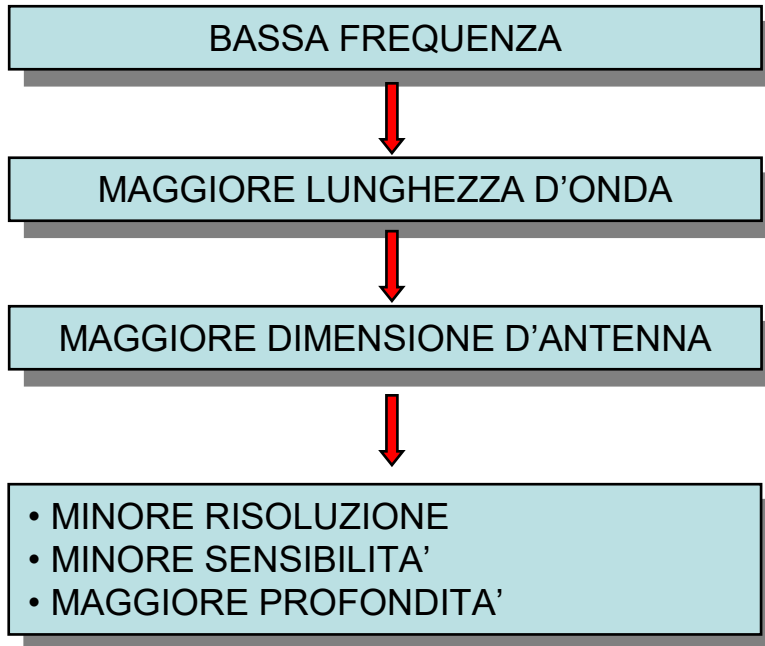 BASSA FREQUENZA
MAGGIORE LUNGHEZZA D’ONDA
MAGGIORE DIMENSIONE D’ANTENNA
• MINORE RISOLUZIONE
• MINORE SENSIBILITA’
• MAGGIORE PROFONDITA’